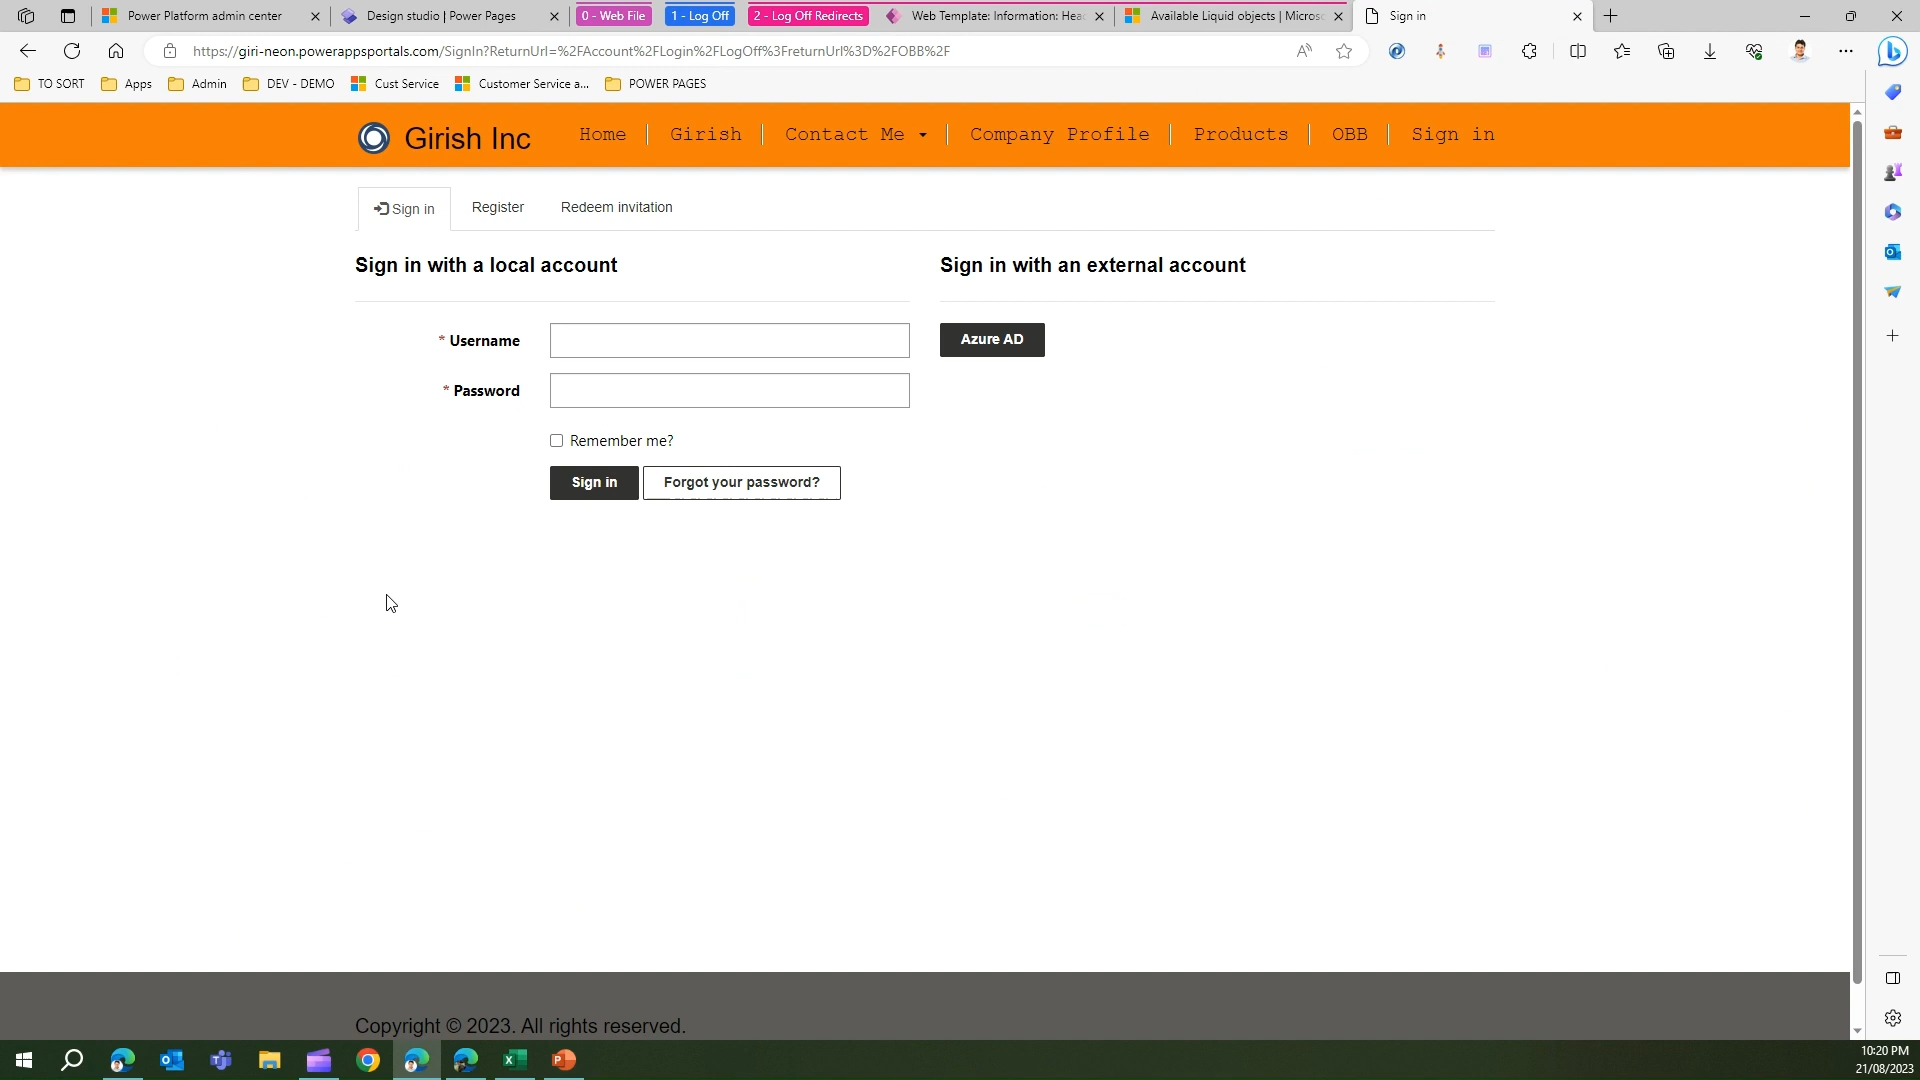 Power Platform admin center
Design studio | Power Pages
0 - Web File
1 - Log Off
2 - Log Off Redirects
Web Template: Information: Hea
Available Liquid objects | Micros
Sign in
https://giri-neon.powerappsportals.com/SignIn?ReturnUrl=%2FAccount%2FLogin%2FLogOff%3FreturnUrl%3D%2FOBB%2F
TO SORT
Apps
Admin
DEV - DEMO
Cust Service
Customer Service a...
POWER PAGES
Girish Inc
Home
Girish
Contact Me
Company Profile
Products
OBB
Sign in
Sign in
Register
Redeem invitation
Sign in with a local account
Sign in with an external account
* Username
Azure AD
* Password
Remember me?
Sign in
Forgot your password?
Copyright © 2023. All rights reserved.
10:20 PM
21/08/2023